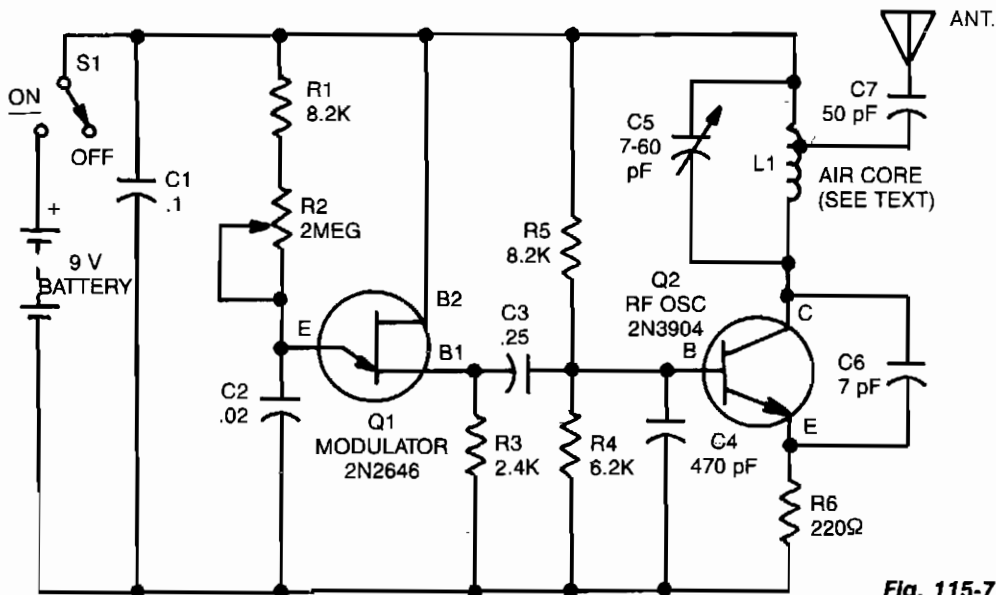 ANT.
S1
ON
OFF
C1
.1
+
9 V
BATTERY
R1
8.2K
R2
2MEG
E
C2
.02
B2
B1
Q1
MODULATOR
2N2646
C3
.25
R3
2.4K
R5
8.2K
R4
6.2K
C5
7-60
pF
L1
C7
50 pF
AIR CORE
(SEE TEXT)
Q2
RF OSC
2N3904
B
C
E
C4
470 pF
C6
7 pF
R6
220Ω
Fig. 115-7